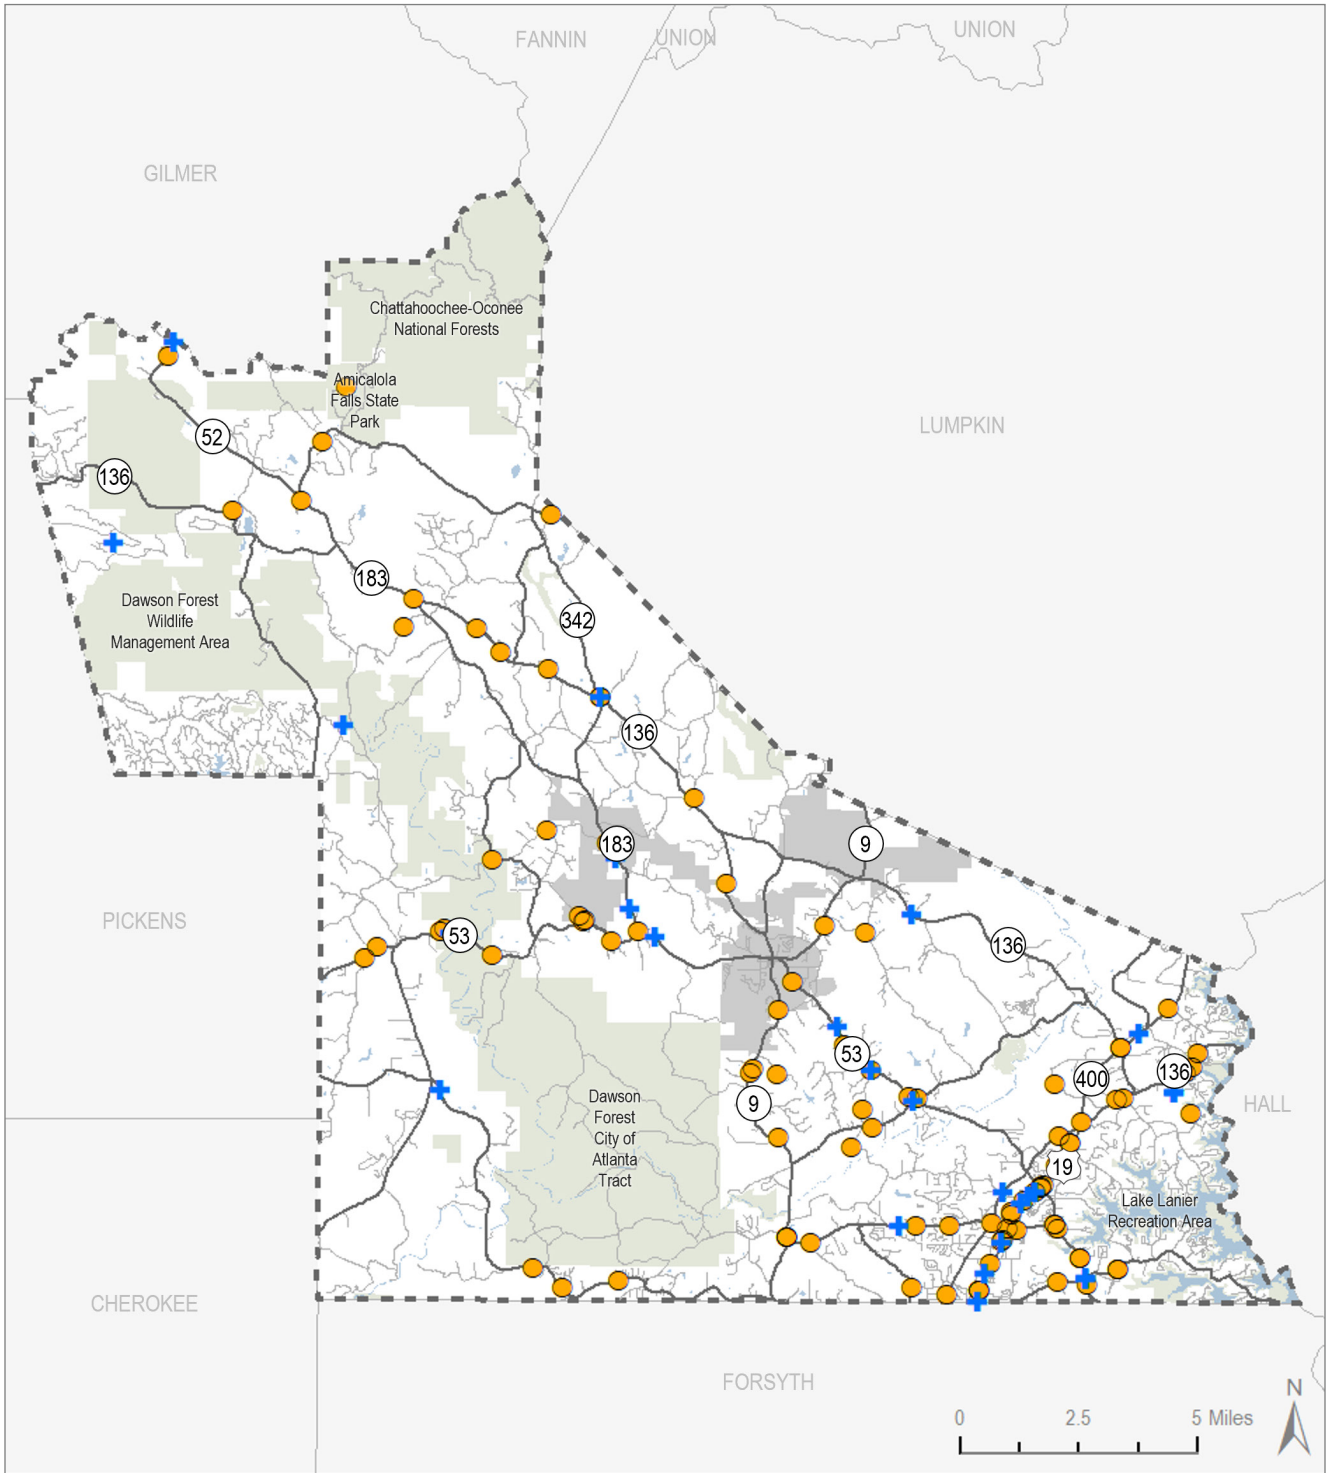 FANNIN
UNION
UNION
GILMER
Chattahoochee-Oconee
National Forests
Amicalola
Falls State
Park
52
LUMPKIN
136
183
Dawson Forest
Wildlife
Management Area
342
136
183
9
PICKENS
53
136
53
400
136
9
HALL
Dawson
Forest
City of
Atlanta
Tract
19
Lake Lanier
Recreation Area
CHEROKEE
FORSYTH
N
0 2.5 5 Miles